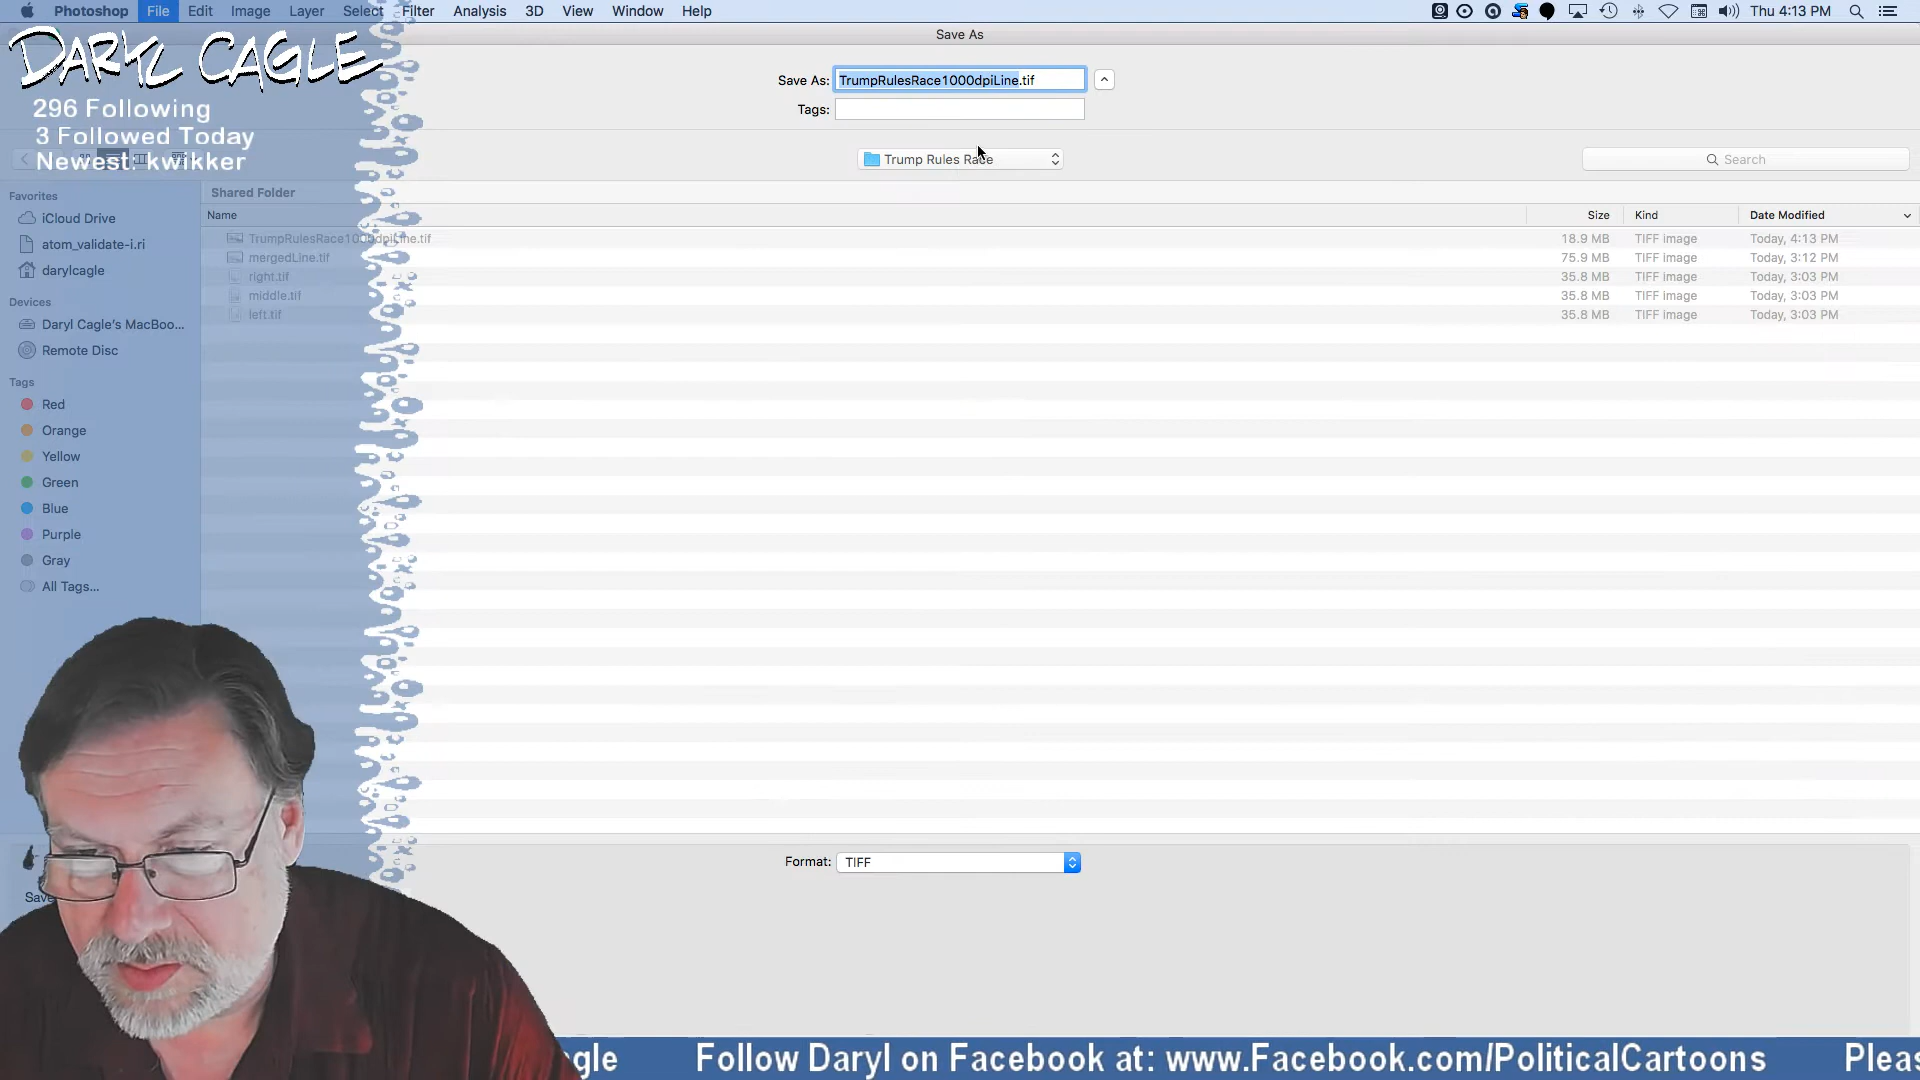 Photoshop File Edit Image Layer Select Filter Analysis 3D View Window Help Thu 4:13 PM
Save As
DARYL CAGLE
296 Following
3 Followed Today
Newest: kwikker
Save As: TrumpRulesRace1000dpiLine.tif
Tags:
Trump Rules Race
Search
Favorites
iCloud Drive
atom_validate-i.ri
darylcagle
Devices
Daryl Cagle's MacBoo...
Remote Disc
Tags
Red
Orange
Yellow
Green
Blue
Purple
Gray
All Tags...
Shared Folder
Name Size Kind Date Modified
TrumpRulesRace1000dpiLine.tif 18.9 MB TIFF image Today, 4:13 PM
mergedLine.tif 75.9 MB TIFF image Today, 3:12 PM
right.tif 35.8 MB TIFF image Today, 3:03 PM
middle.tif 35.8 MB TIFF image Today, 3:03 PM
left.tif 35.8 MB TIFF image Today, 3:03 PM
Format: TIFF
Save
gle Follow Daryl on Facebook at: www.Facebook.com/PoliticalCartoons Pleas